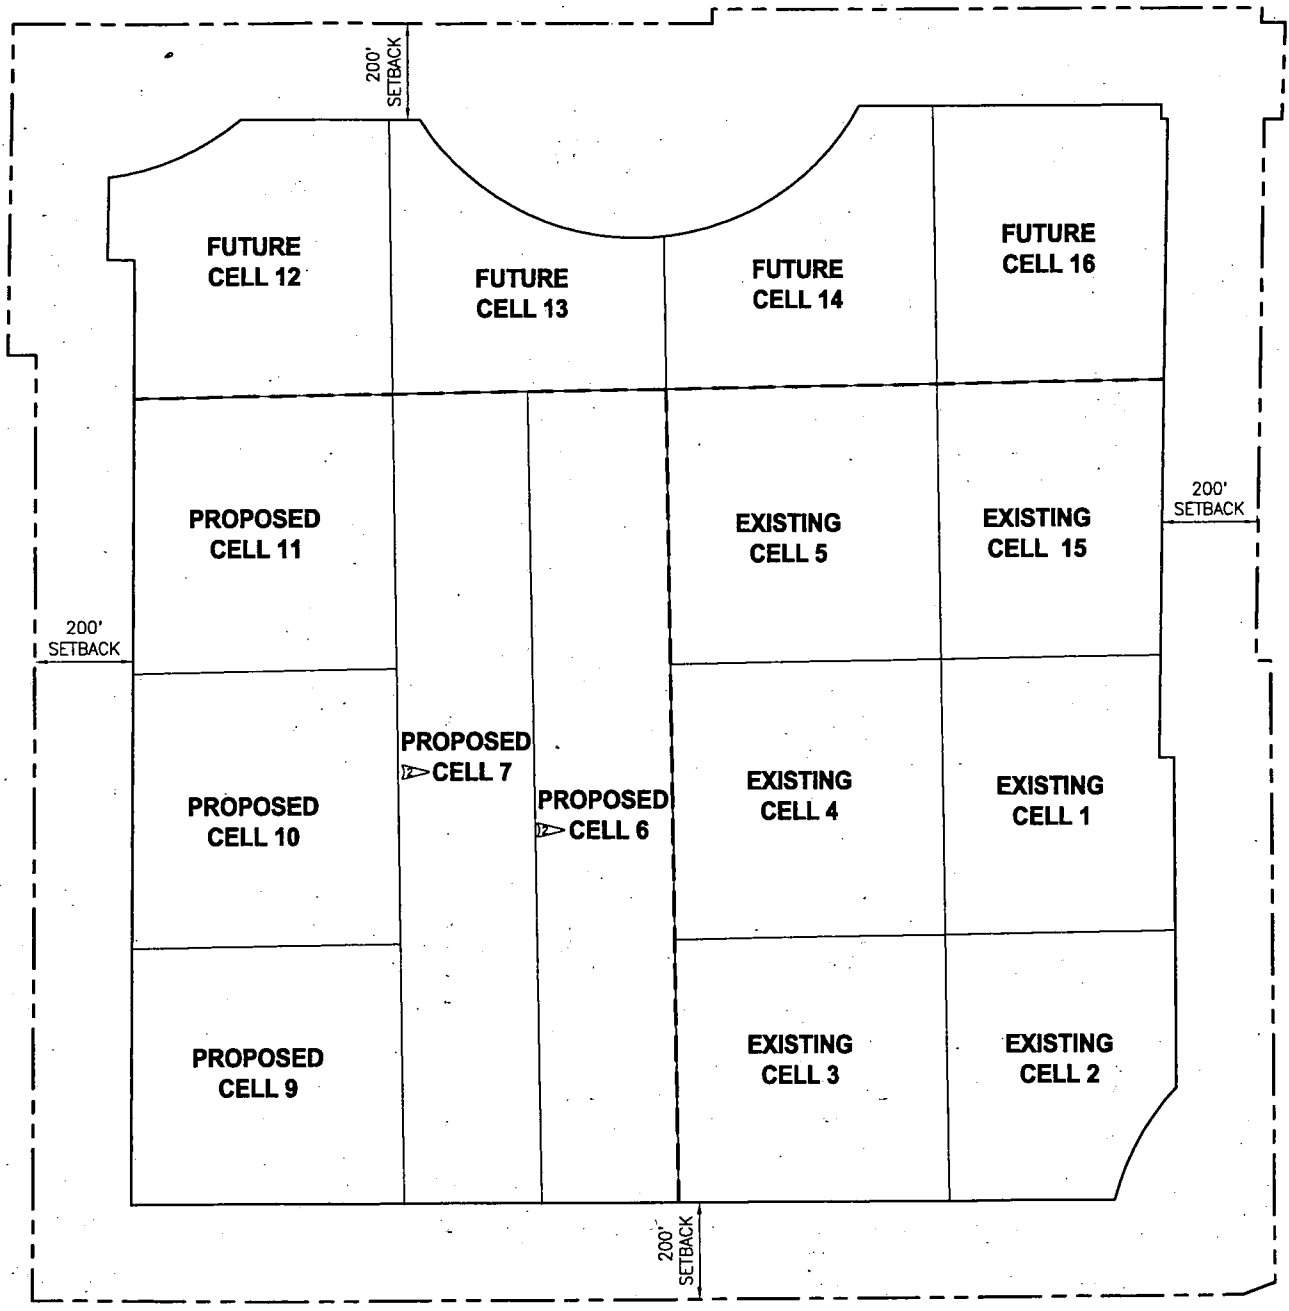 200'
SETBACK
FUTURE
CELL 12
FUTURE
CELL 13
FUTURE
CELL 14
FUTURE
CELL 16
PROPOSED
CELL 11
EXISTING
CELL 5
EXISTING
CELL 15
200'
SETBACK
200'
SETBACK
PROPOSED
2 CELL 7
PROPOSED
2 CELL 6
PROPOSED
CELL 10
EXISTING
CELL 4
EXISTING
CELL 1
PROPOSED
CELL 9
EXISTING
CELL 3
EXISTING
CELL 2
200'
SETBACK